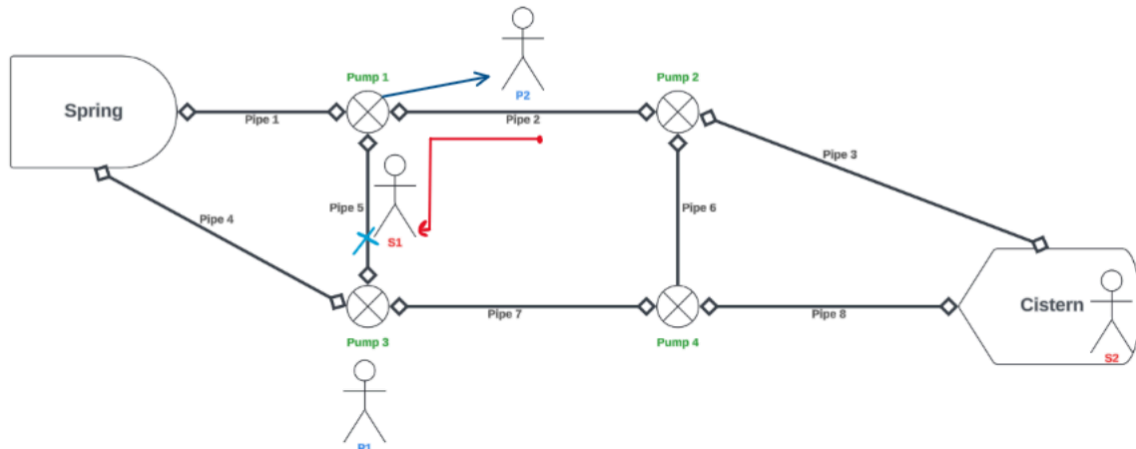 Pump 1
P2
Pump 2
Spring
Pipe 1
Pipe 2
Pipe 3
Pipe 5
S1
Pipe 6
Pipe 4
Pump 3
Pipe 7
Pump 4
Pipe 8
Cistern
S2
P1